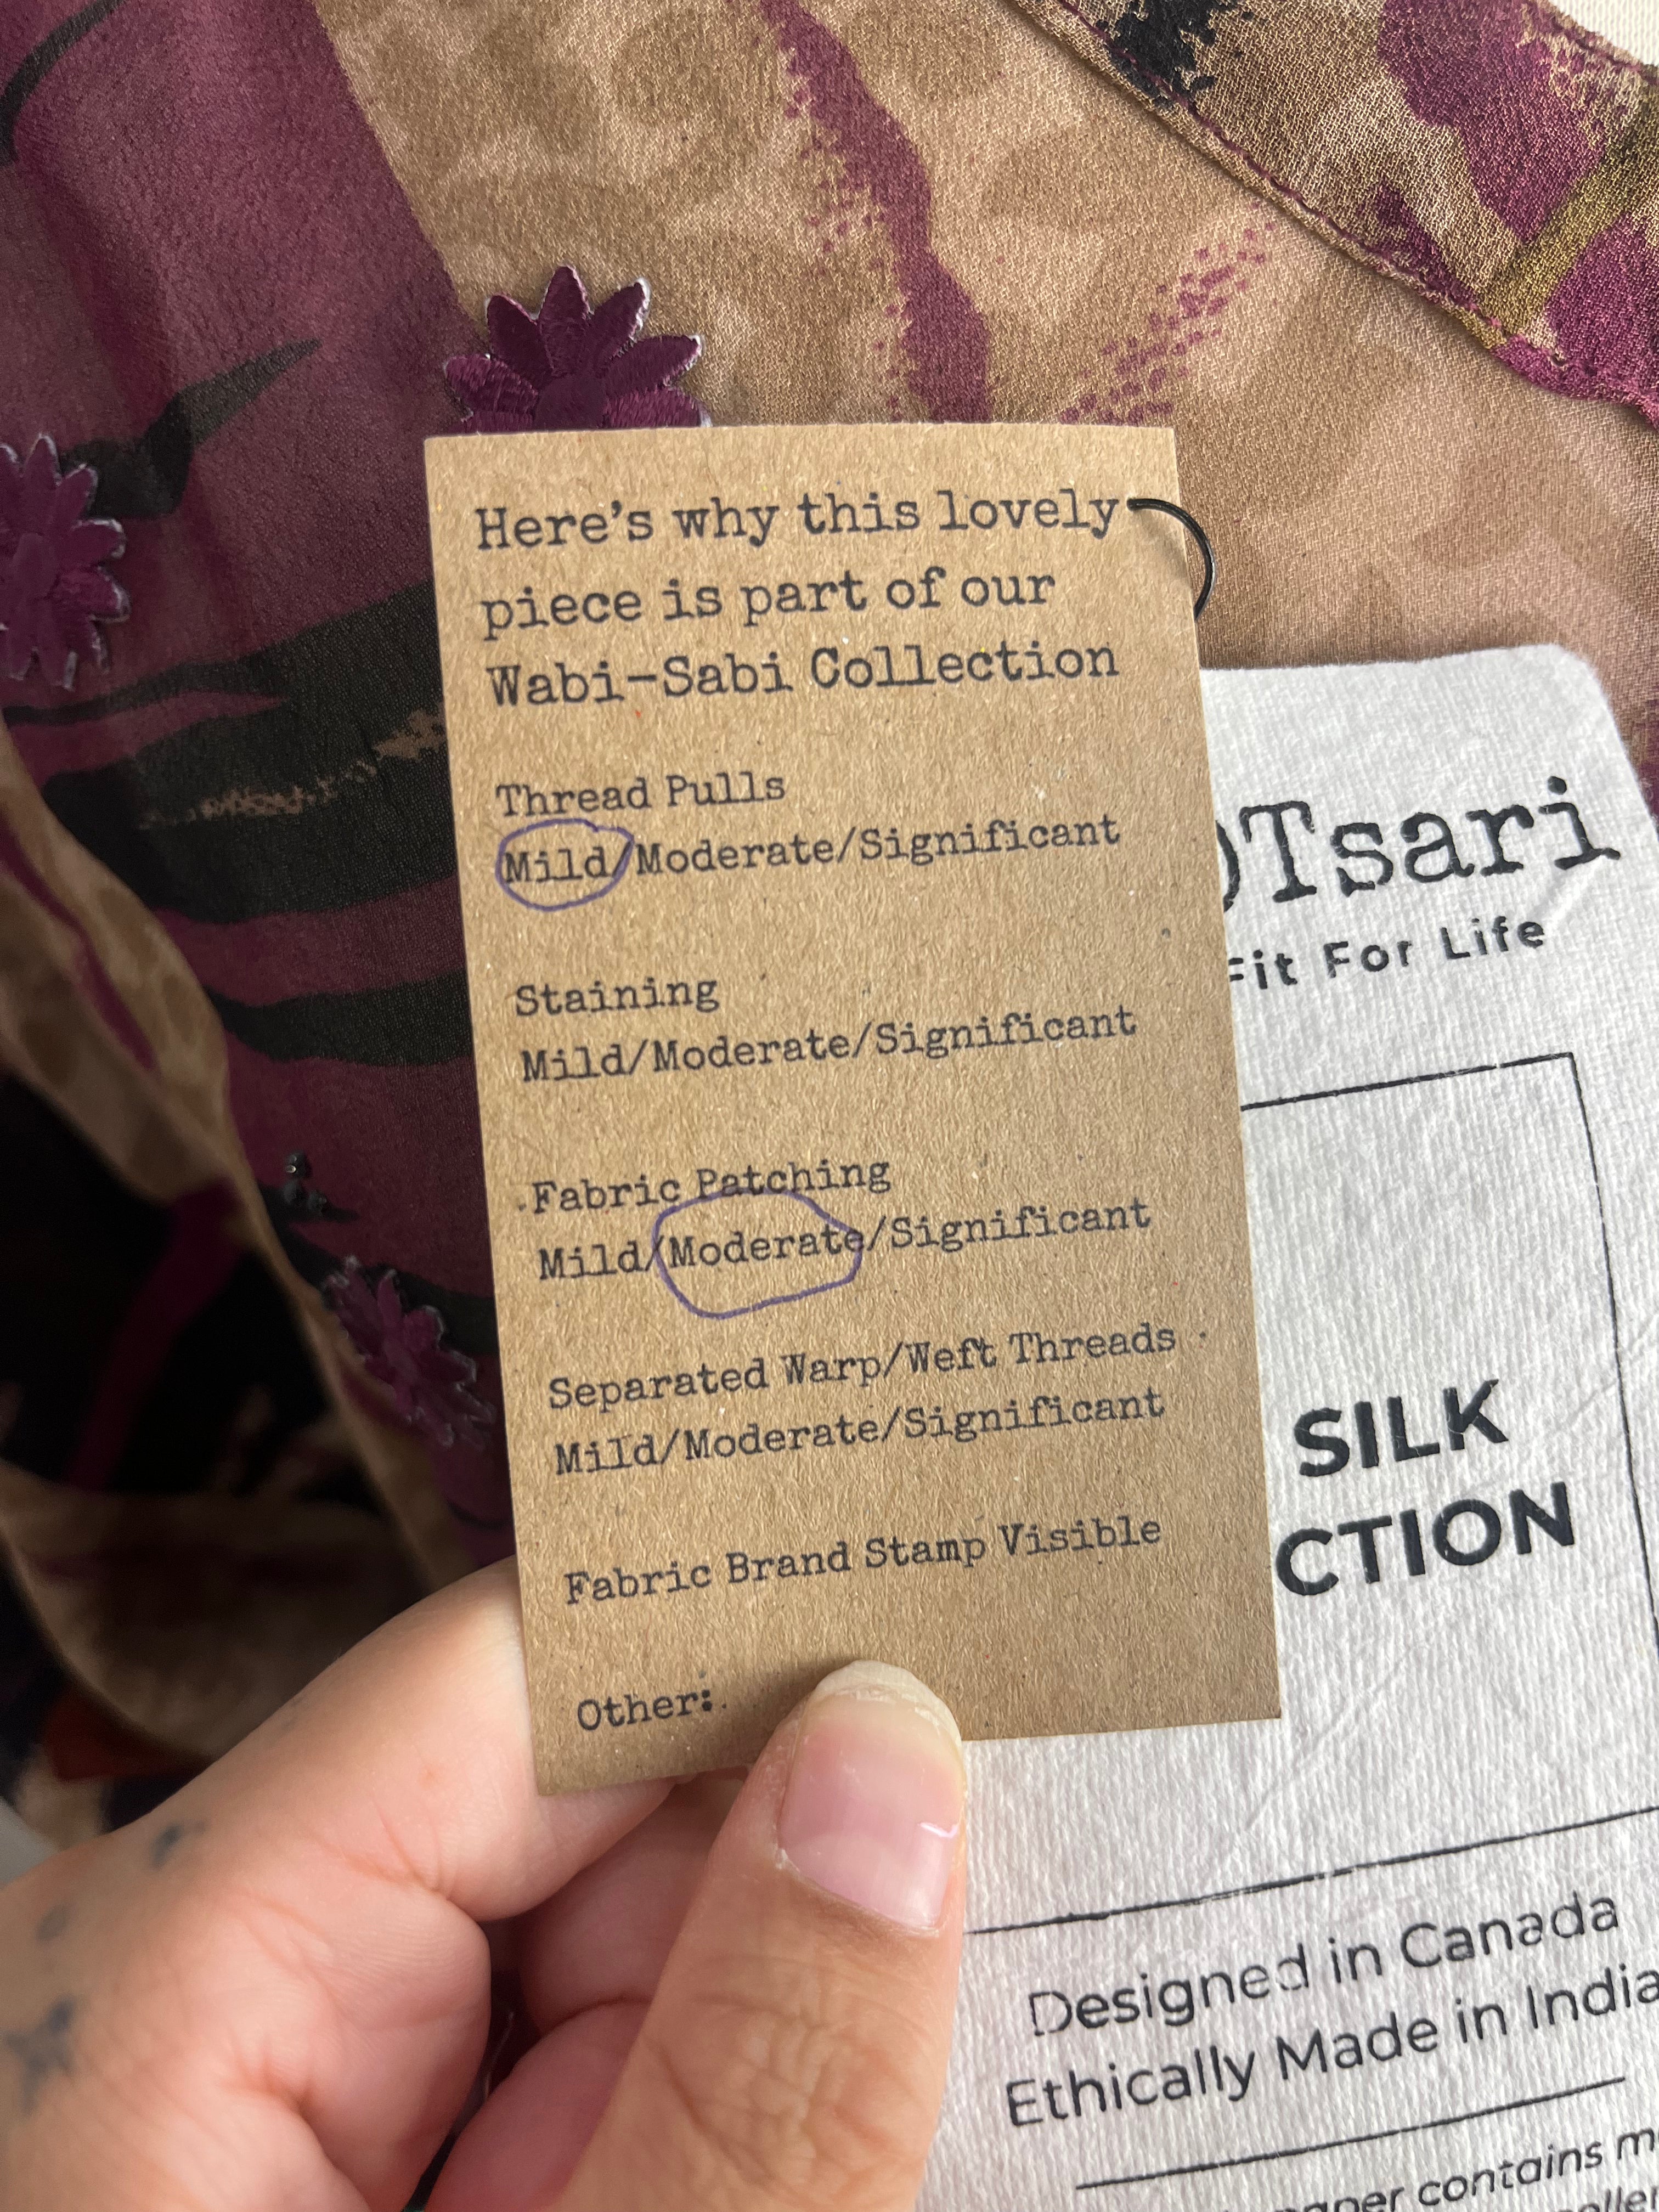 Here's why this lovely
piece is part of our
Wabi-Sabi Collection
Thread Pulls
Mild/Moderate/Significant
Staining
Mild/Moderate/Significant
Fabric Patching
Mild/Moderate/Significant
Separated Warp/Weft Threads
Mild/Moderate/Significant
Fabric Brand Stamp Visible
Other:
Tsari
Fit For Life
SILK
CTION
Designed in Canada
Ethically Made in India
contains